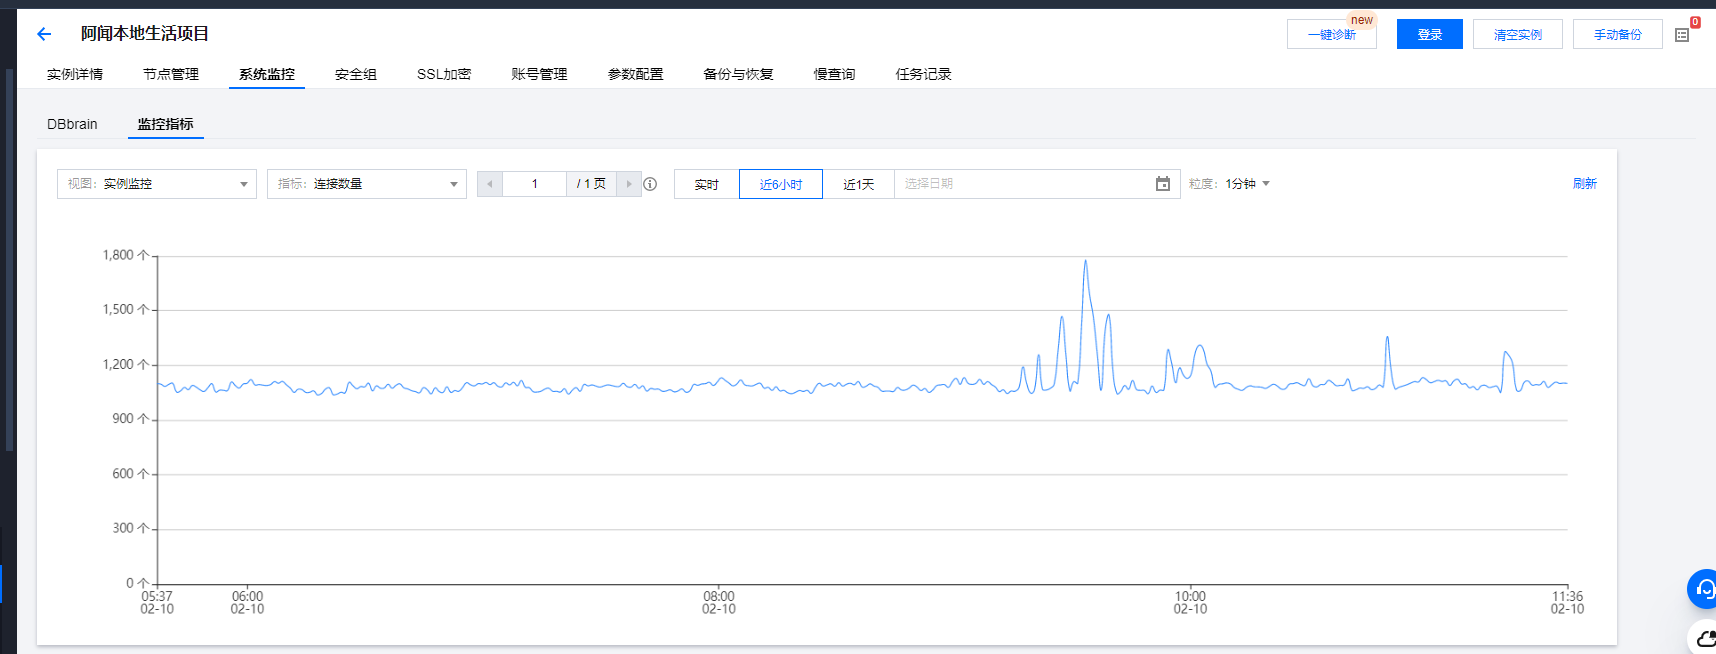 阿闻本地生活项目
new
一键诊断 登录 清空实例 手动备份 0
实例详情 节点管理 系统监控 安全组 SSL加密 账号管理 参数配置 备份与恢复 慢查询 任务记录
DBbrain 监控指标
视图: 实例监控 指标: 连接数量 1 / 1 页 实时 近6小时 近1天 选择日期 粒度: 1分钟 刷新
1,800 个
1,500 个
1,200 个
900 个
600 个
300 个
0 个
05:37 06:00 08:00 10:00 11:36
02-10 02-10 02-10 02-10 02-10